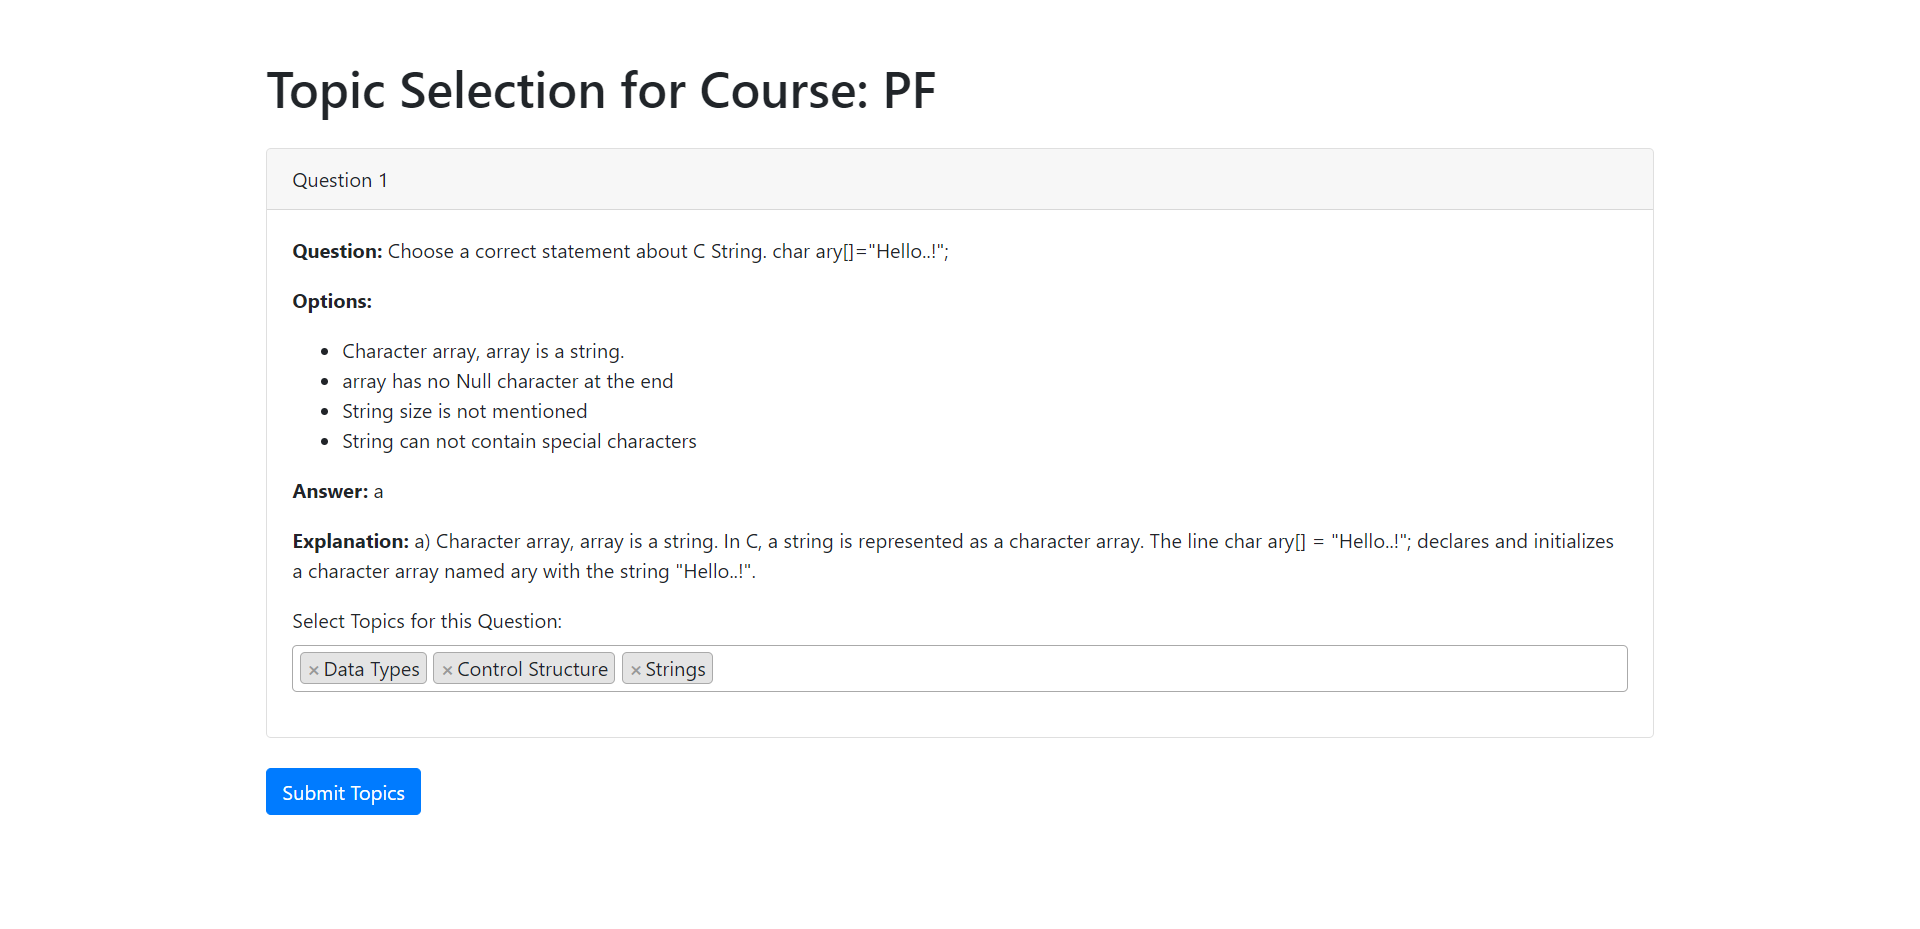 Topic Selection for Course: PF
Question 1
Question: Choose a correct statement about C String. char ary[]="Hello..!";
Options:
• Character array, array is a string.
• array has no Null character at the end
• String size is not mentioned
• String can not contain special characters
Answer: a
Explanation: a) Character array, array is a string. In C, a string is represented as a character array. The line char ary[] = "Hello..!"; declares and initializes
a character array named ary with the string "Hello..!".
Select Topics for this Question:
×Data Types ×Control Structure ×Strings
Submit Topics